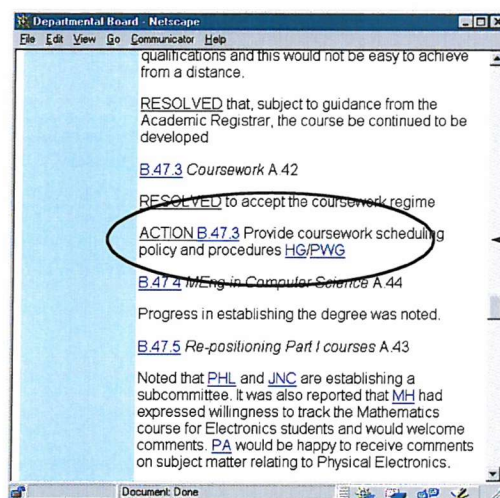 Departmental Board - Netscape
File Edit View Go Communicator Help
qualifications and this would not be easy to achieve
from a distance.
RESOLVED that, subject to guidance from the
Academic Registrar, the course be continued to be
developed
B.47.3 Coursework A 42
RESOLVED to accept the coursework regime
ACTION B.47.3 Provide coursework scheduling
policy and procedures HG/PWG
B.47.4 MEng in Computer Science A.44
Progress in establishing the degree was noted.
B.47.5 Re-positioning Part I courses A.43
Noted that PHL and JNC are establishing a
subcommittee. It was also reported that MH had
expressed willingness to track the Mathematics
course for Electronics students and would welcome
comments. PA would be happy to receive comments
on subject matter relating to Physical Electronics.
Document: Done